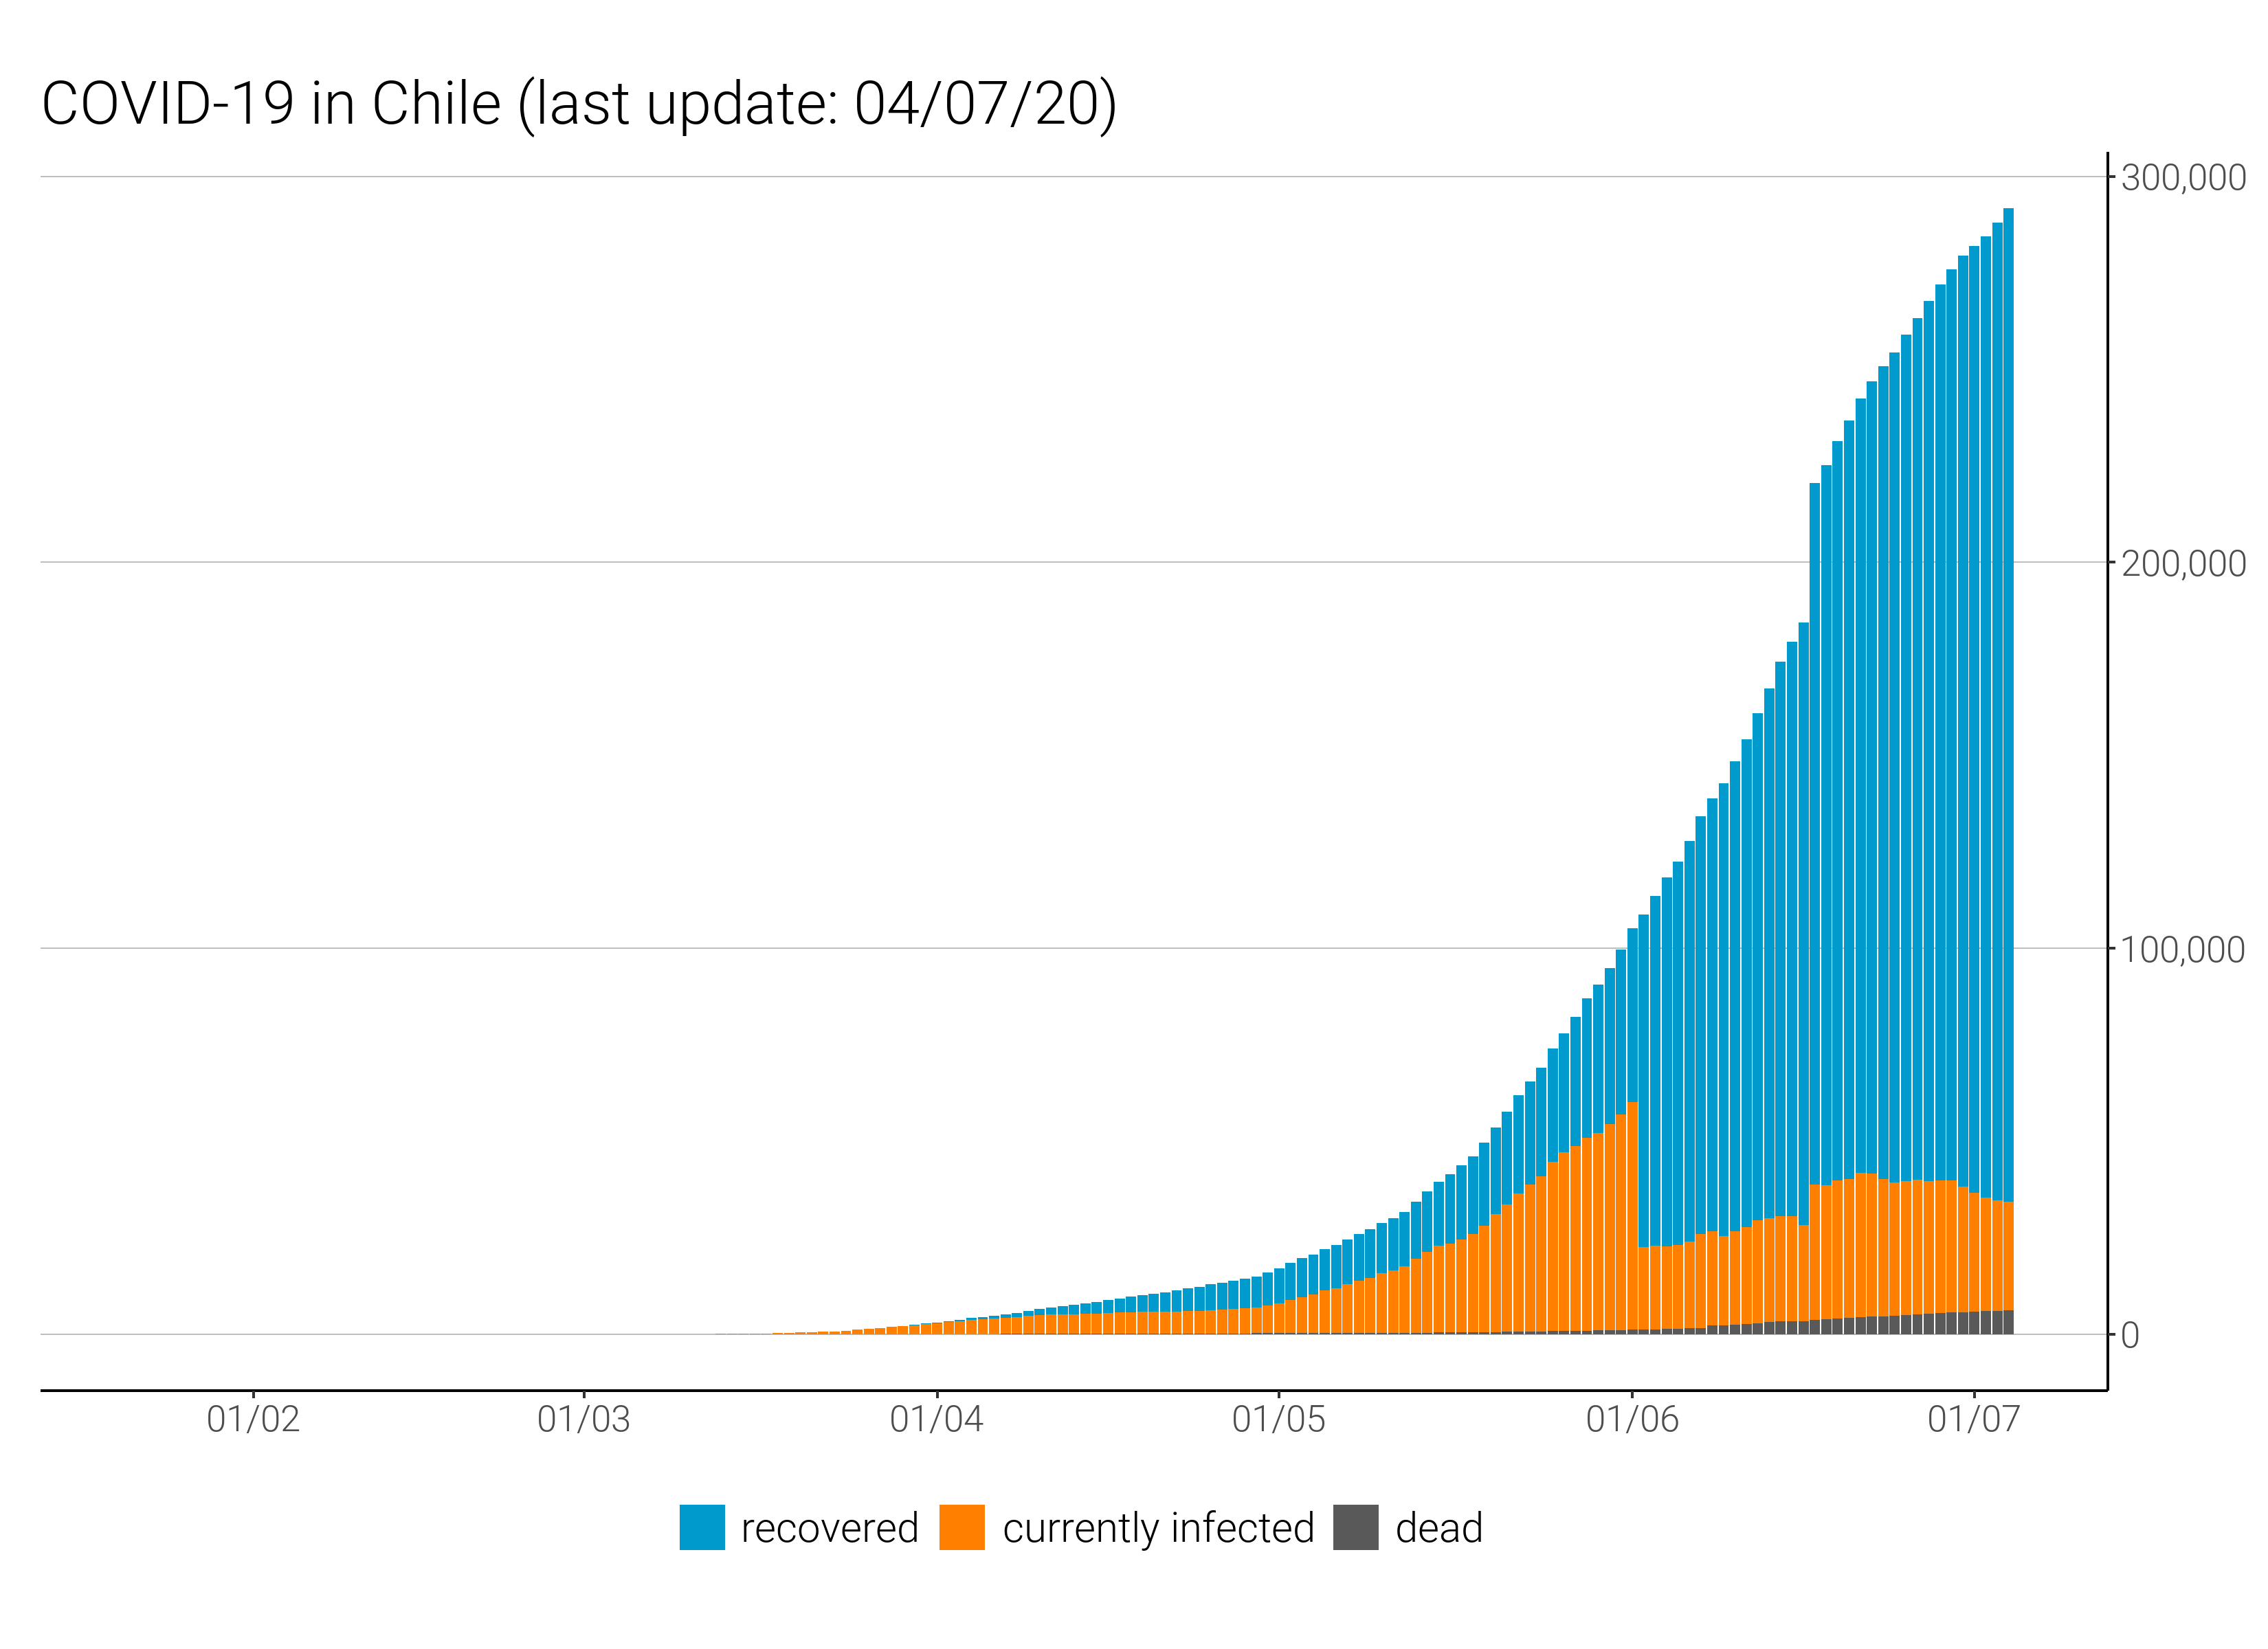 COVID-19 in Chile (last update: 04/07/20)
300,000
200,000
100,000
0
01/02 01/03 01/04 01/05 01/06 01/07
recovered currently infected dead